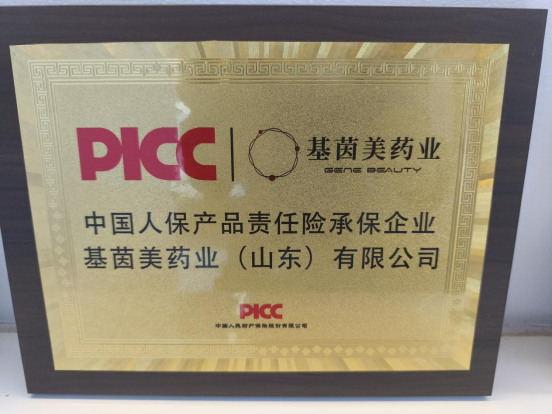 PICC 基茵美药业
GENE BEAUTY
中国人保产品责任险承保企业
基茵美药业（山东）有限公司
PICC
中国人民财产保险股份有限公司